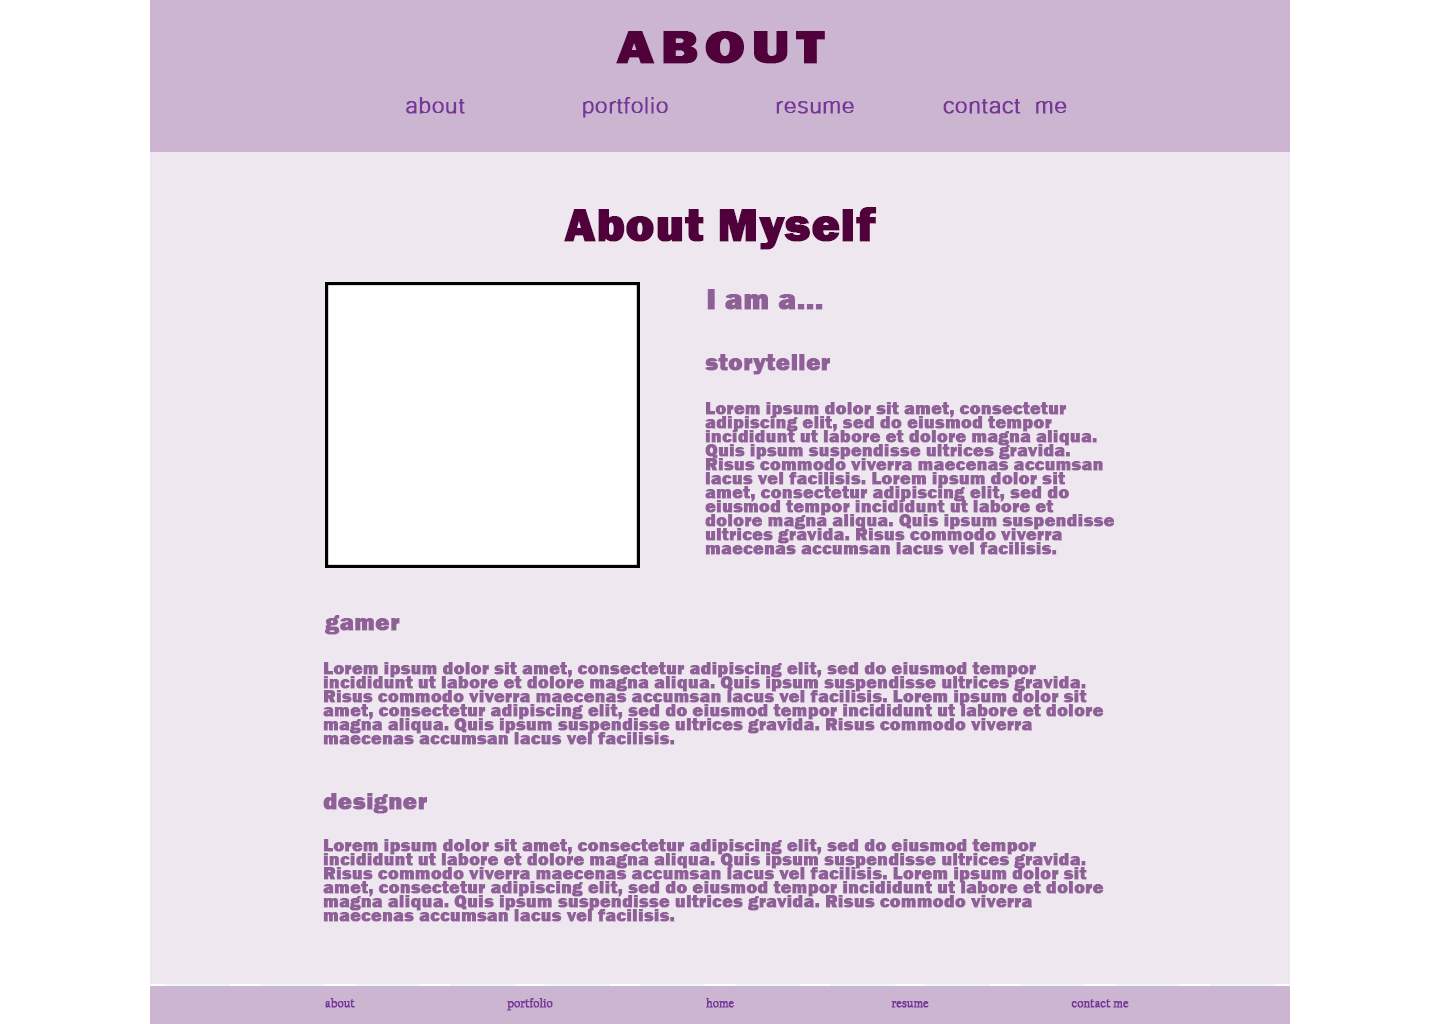 ABOUT
about portfolio resume contact me
About Myself
I am a...
storyteller
Lorem ipsum dolor sit amet, consectetur
adipiscing elit, sed do eiusmod tempor
incididunt ut labore et dolore magna aliqua.
Quis ipsum suspendisse ultrices gravida.
Risus commodo viverra maecenas accumsan
lacus vel facilisis. Lorem ipsum dolor sit
amet, consectetur adipiscing elit, sed do
eiusmod tempor incididunt ut labore et
dolore magna aliqua. Quis ipsum suspendisse
ultrices gravida. Risus commodo viverra
maecenas accumsan lacus vel facilisis.
gamer
Lorem ipsum dolor sit amet, consectetur adipiscing elit, sed do eiusmod tempor
incididunt ut labore et dolore magna aliqua. Quis ipsum suspendisse ultrices gravida.
Risus commodo viverra maecenas accumsan lacus vel facilisis. Lorem ipsum dolor sit
amet, consectetur adipiscing elit, sed do eiusmod tempor incididunt ut labore et dolore
magna aliqua. Quis ipsum suspendisse ultrices gravida. Risus commodo viverra
maecenas accumsan lacus vel facilisis.
designer
Lorem ipsum dolor sit amet, consectetur adipiscing elit, sed do eiusmod tempor
incididunt ut labore et dolore magna aliqua. Quis ipsum suspendisse ultrices gravida.
Risus commodo viverra maecenas accumsan lacus vel facilisis. Lorem ipsum dolor sit
amet, consectetur adipiscing elit, sed do eiusmod tempor incididunt ut labore et dolore
magna aliqua. Quis ipsum suspendisse ultrices gravida. Risus commodo viverra
maecenas accumsan lacus vel facilisis.
about portfolio home resume contact me